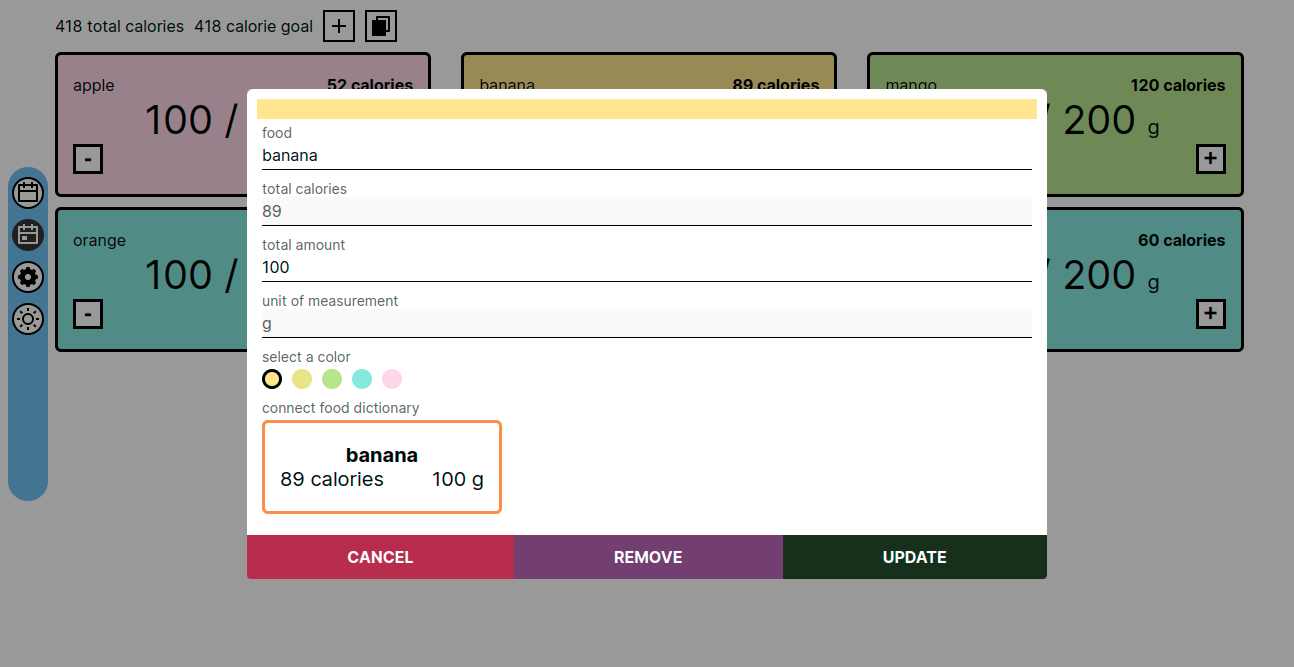 418 total calories 418 calorie goal +
apple 52 calories
100 /
-
banana 89 calories
mango 120 calories
/ 200 g
+
orange
100 /
-
60 calories
/ 200 g
+
food
banana
total calories
89
total amount
100
unit of measurement
g
select a color
connect food dictionary
banana
89 calories 100 g
CANCEL REMOVE UPDATE